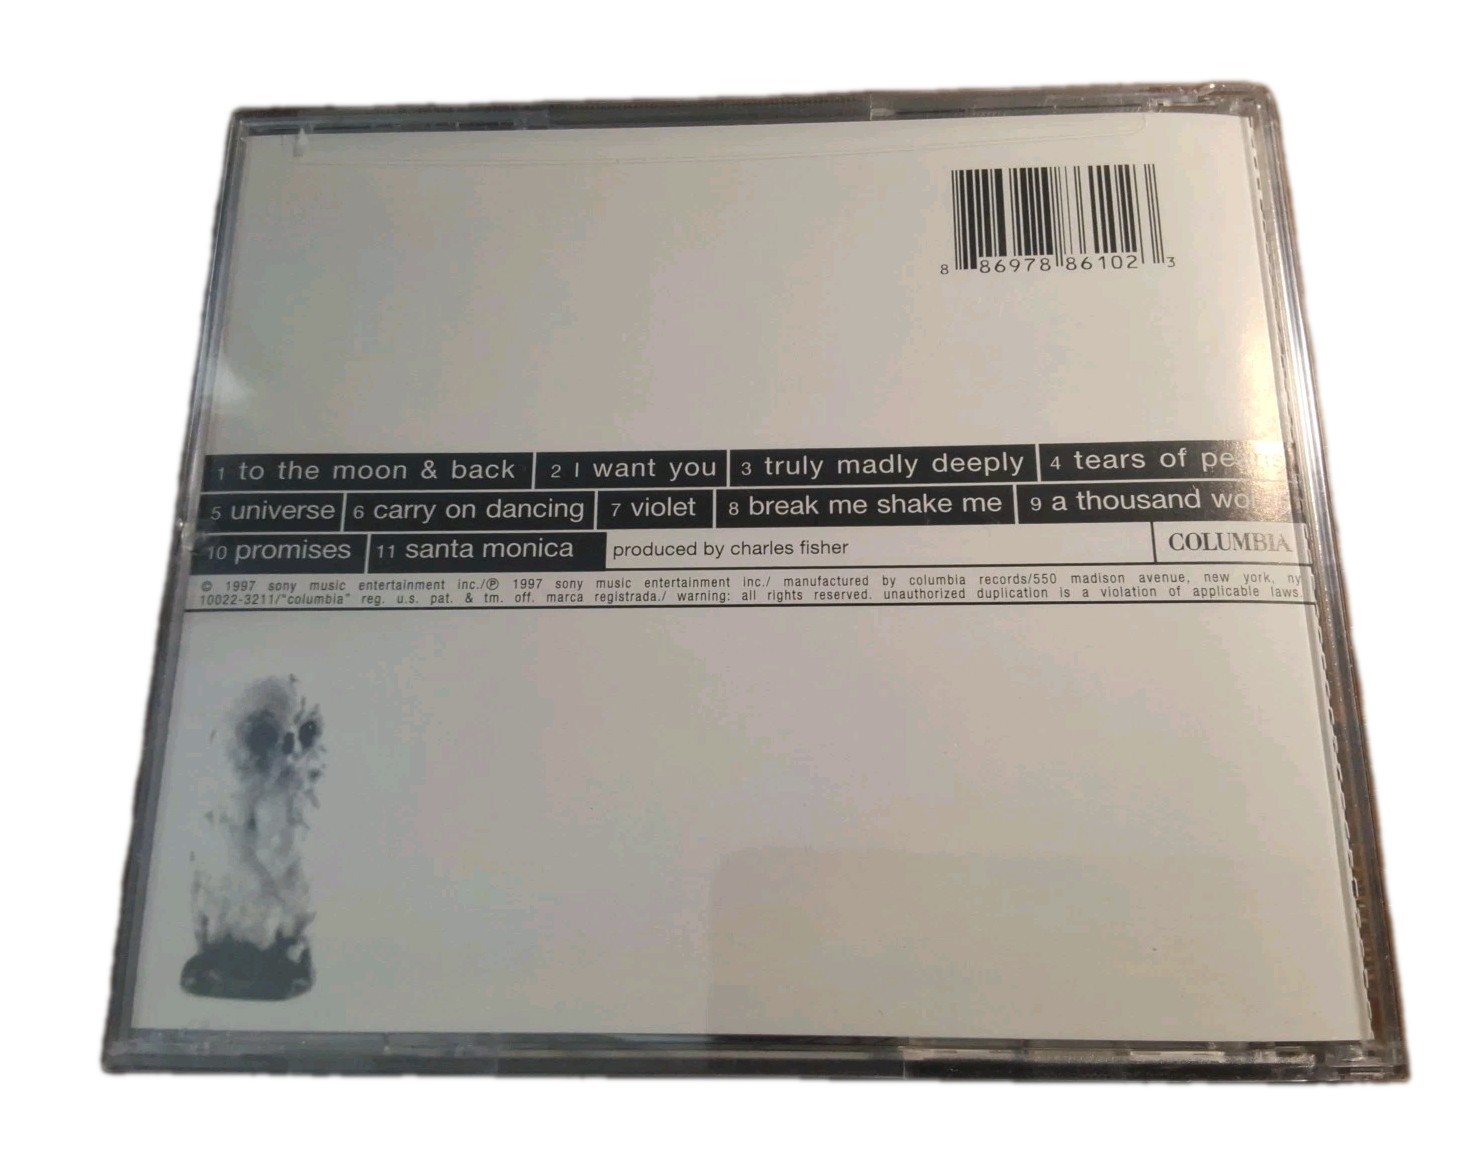 8 86978 86102 3
1 to the moon & back 2 I want you 3 truly madly deeply 4 tears of
5 universe 6 carry on dancing 7 violet 8 break me shake me 9 a thousand
10 promises 11 santa monica produced by charles fisher COLUMBIA
© 1997 sony music entertainment inc./℗ 1997 sony music entertainment inc./ manufactured by columbia records/550 madison avenue, new york, ny
10022-3211/"columbia" reg. u.s. pat. & tm. off. marca registrada./ warning: all rights reserved. unauthorized duplication is a violation of applicable laws.